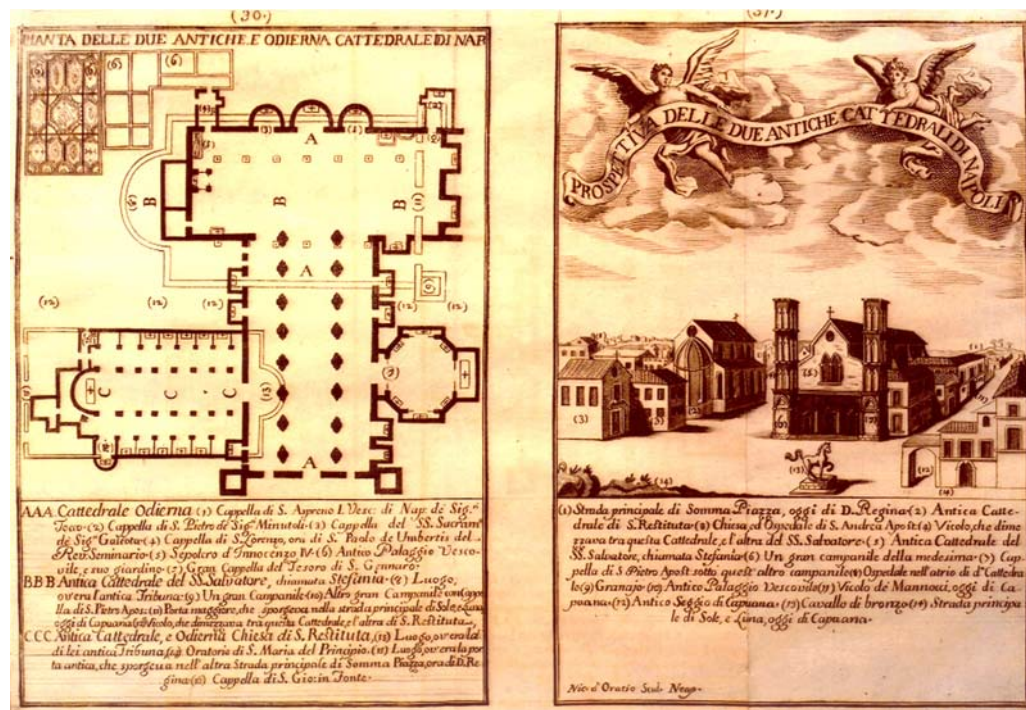 (30.)
PIANTA DELLE DUE ANTICHE E ODIERNA CATTEDRALE DI NAP
AAA. Cattedrale Odierna (1) Cappella di S. Aspreno I. Vesc: di Nap: de Sig.ri
Tocco (2) Cappella di S. Pietro de Sig.ri Minutoli (3) Cappella del SS. Sacram:
de Sig.ri Galeota (4) Cappella di S. Lorenzo, ora di S. Paolo de Umbertis del
Rev. Seminario (5) Sepolcro d'Innocenzo IV. (6) Antico Palaggio Vesco-
vile, e suo giardino (7) Gran Cappella del Tesoro di S. Gennaro:
BBB. Antica Cattedrale del SS. Salvatore, chiamata Stefania (8) Luogo,
ov'era l'antica Tribuna (9) Un gran Campanile (10) Altro gran Campanile con Cappel-
la di S. Pietro Apos: (11) Porta maggiore, che sporgeva nella strada principale di Sole, e Luna,
oggi di Capuana Vicolo, che dimezzava tra questa Cattedrale, e l'altra di S. Restituta.
CCC. Antica Cattedrale, e Odierna Chiesa di S. Restituta, (13) Luogo, ov'era la
di lei antica Tribuna Oratorio di S. Maria del Principio. (15) Luogo, ov'era la por-
ta antica, che sporgeva nell'altra Strada principale di Somma Piazza, ora di D. Re-
gina (16) Cappella di S. Gio: in Fonte.
(31.)
PROSPETTIVA DELLE DUE ANTICHE CATTEDRALI DI NAPOLI
(1) Strada principale di Somma Piazza, oggi di D. Regina (2) Antica Catte-
drale di S. Restituta (3) Chiesa, ed Ospedale di S. Andrea Apost: (4) Vicolo, che dime
zzava tra questa Cattedrale, e l'altra del SS. Salvatore. (5) Antica Cattedrale del
SS. Salvatore, chiamata Stefania (6) Un gran campanile della medesima (7) Cap
pella di S. Pietro Apost: sotto quest'altro campanile (8) Ospedale nell'atrio di d.a Cattedra-
le (9) Granajo (10) Antico Palaggio Vescovile (11) Vicolo de Mannocci, oggi di Ca-
puana. (12) Antico Seggio di Capuana. (13) Cavallo di bronzo (14) Strada principa
le di Sole, e Luna, oggi di Capuana.
Nic. d'Oratio Scul. Neap.